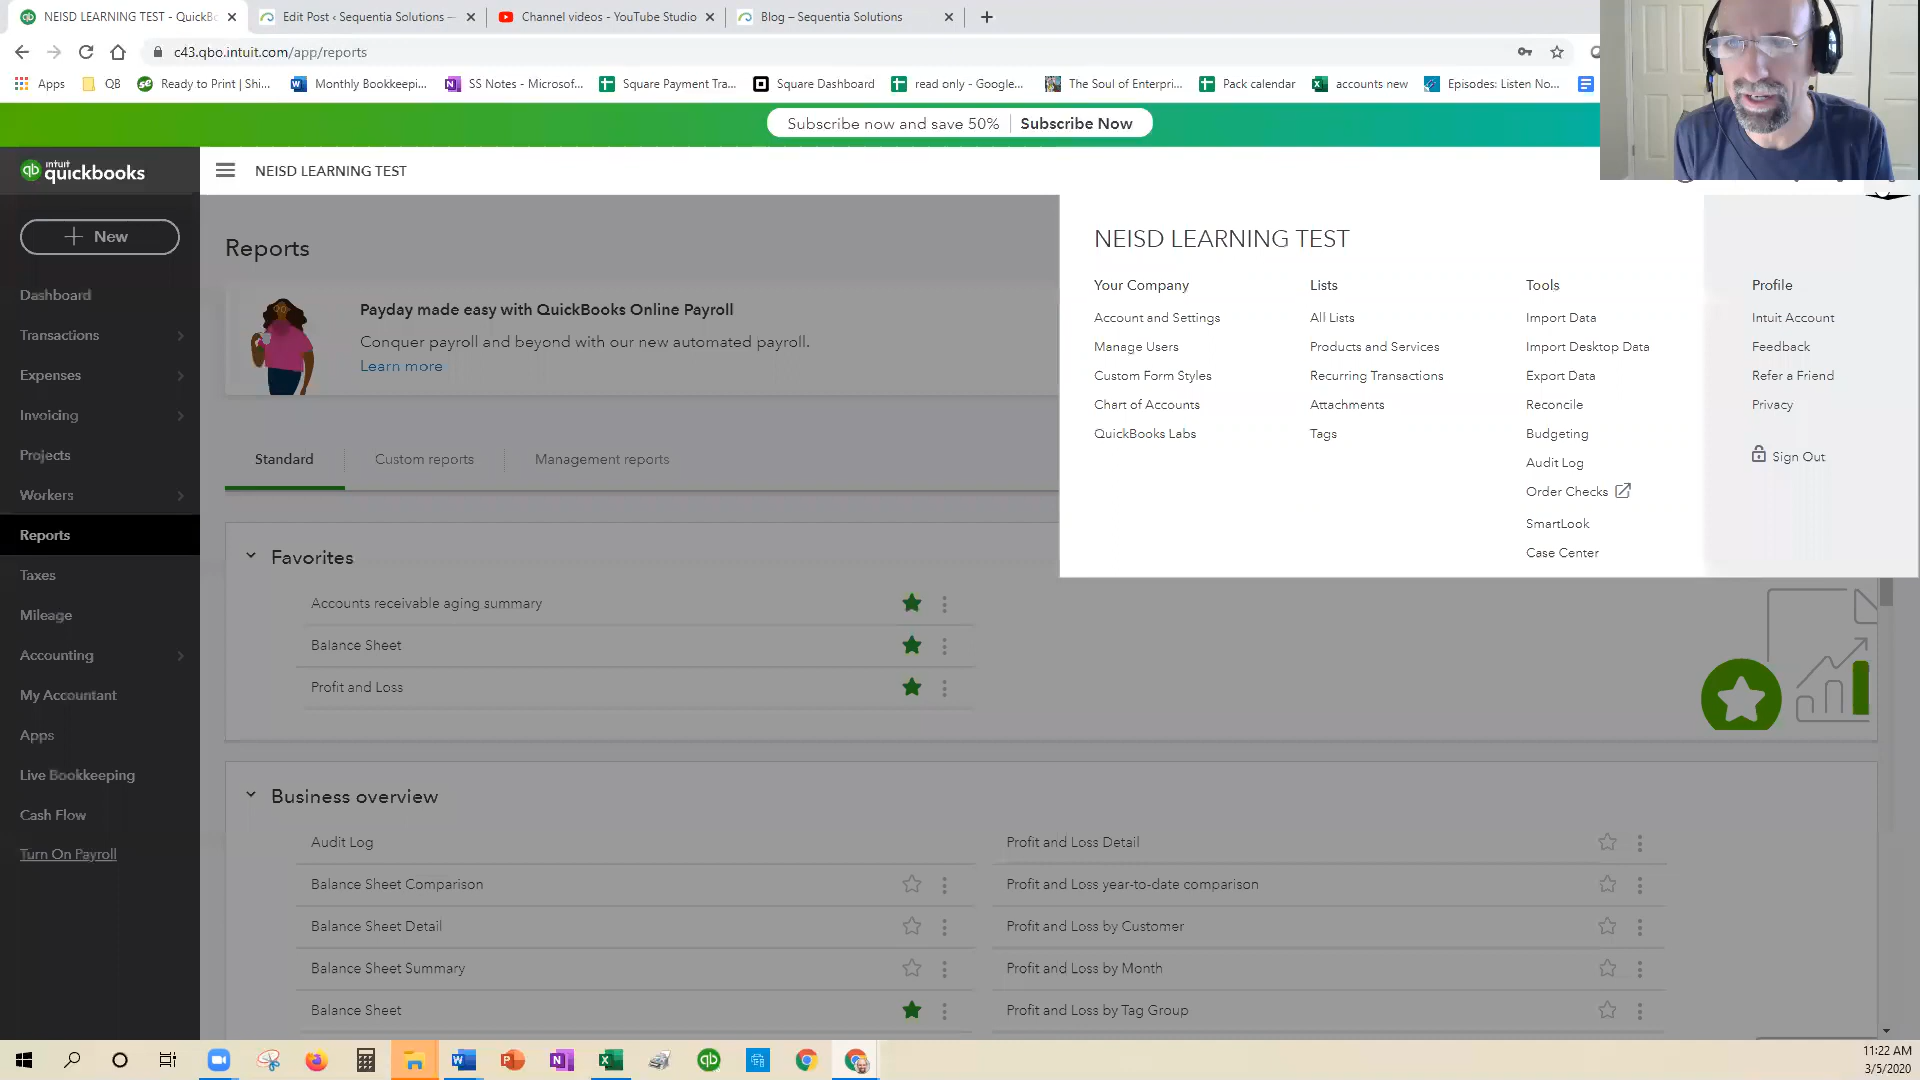 NEISD LEARNING TEST - QuickBo
Edit Post ‹ Sequentia Solutions —
Channel videos - YouTube Studio
Blog – Sequentia Solutions
c43.qbo.intuit.com/app/reports
Apps
QB
Ready to Print | Shi...
Monthly Bookkeepi...
SS Notes - Microsof...
Square Payment Tra...
Square Dashboard
read only - Google...
The Soul of Enterpri...
Pack calendar
accounts new
Episodes: Listen No...
Subscribe now and save 50%
Subscribe Now
intuit
quickbooks
NEISD LEARNING TEST
New
Dashboard
Transactions
Expenses
Invoicing
Projects
Workers
Reports
Taxes
Mileage
Accounting
My Accountant
Apps
Live Bookkeeping
Cash Flow
Turn On Payroll
Reports
Payday made easy with QuickBooks Online Payroll
Conquer payroll and beyond with our new automated payroll.
Learn more
Standard
Custom reports
Management reports
Favorites
Accounts receivable aging summary
Balance Sheet
Profit and Loss
Business overview
Audit Log
Balance Sheet Comparison
Balance Sheet Detail
Balance Sheet Summary
Balance Sheet
Profit and Loss Detail
Profit and Loss year-to-date comparison
Profit and Loss by Customer
Profit and Loss by Month
Profit and Loss by Tag Group
NEISD LEARNING TEST
Your Company
Account and Settings
Manage Users
Custom Form Styles
Chart of Accounts
QuickBooks Labs
Lists
All Lists
Products and Services
Recurring Transactions
Attachments
Tags
Tools
Import Data
Import Desktop Data
Export Data
Reconcile
Budgeting
Audit Log
Order Checks
SmartLook
Case Center
Profile
Intuit Account
Feedback
Refer a Friend
Privacy
Sign Out
11:22 AM
3/5/2020